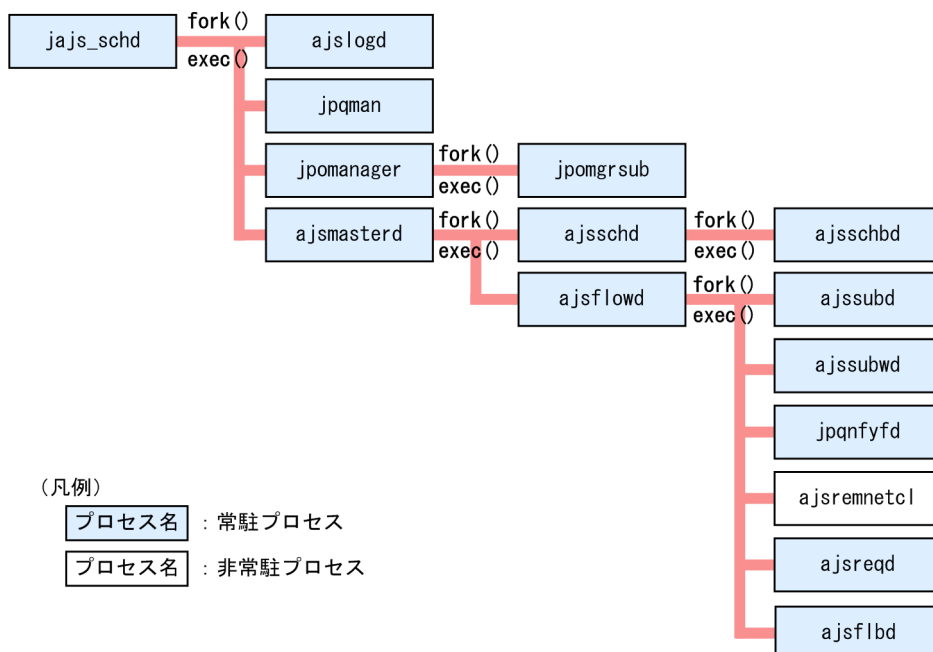 fork()
jajs_schd
ajslogd
exec()
jpqman
jpomanager
fork()
exec()
jpomgrsub
ajsmasterd
fork()
exec()
ajsschd
fork()
exec()
ajsschbd
ajsflowd
fork()
exec()
ajssubd
ajssubwd
jpqnfyfd
(凡例)
ajsremnetcl
プロセス名 : 常駐プロセス
プロセス名 : 非常駐プロセス
ajsreqd
ajsflbd